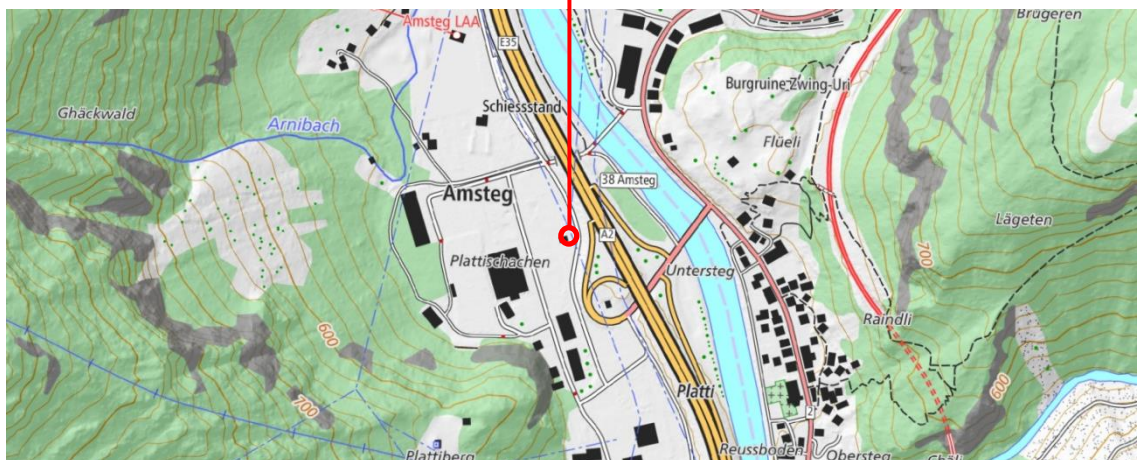 Amsteg LAA
E35
Brügeren
Burgruine Zwing-Uri
Schiessstand
Ghäckwald
Arnibach
Flüeli
38 Amsteg
Amsteg
Lägeten
A2
700
Plattischachen
Untersteg
Raindli
600
600
Platti
700
2
Plattiberg
Reussboden
Obersteg